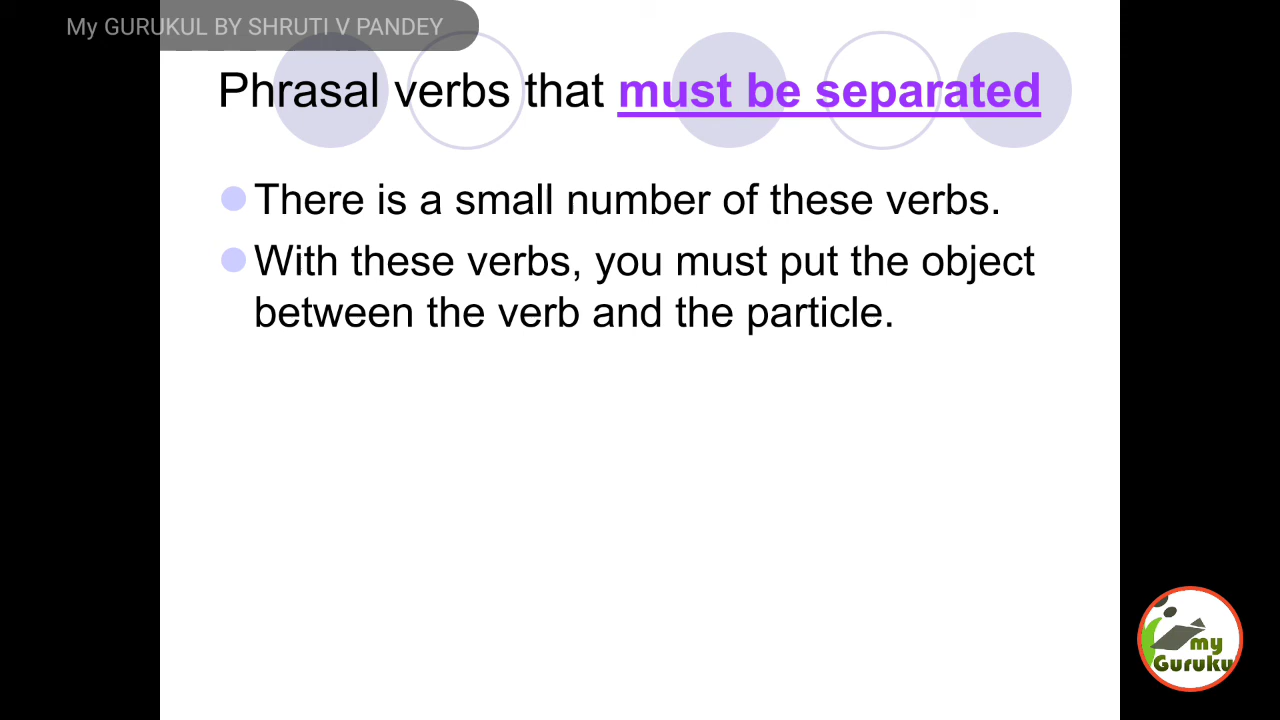 My GURUKUL BY SHRUTI V PANDEY
Phrasal verbs that must be separated
There is a small number of these verbs.
With these verbs, you must put the object
between the verb and the particle.
my
Guruku